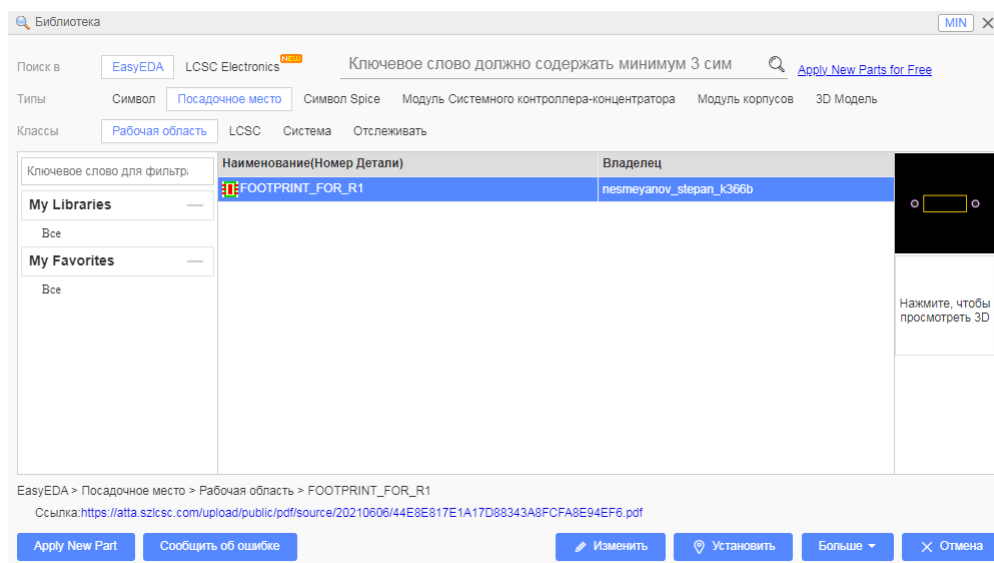 Библиотека MIN
Поиск в EasyEDA LCSC Electronics NEW Ключевое слово должно содержать минимум 3 сим Apply New Parts for Free
Типы Символ Посадочное место Символ Spice Модуль Системного контроллера-концентратора Модуль корпусов 3D Модель
Классы Рабочая область LCSC Система Отслеживать
Ключевое слово для фильтра Наименование(Номер Детали) Владелец
FOOTPRINT_FOR_R1 nesmeyanov_stepan_k366b
My Libraries
Все
My Favorites
Все
Нажмите, чтобы
просмотреть 3D
EasyEDA > Посадочное место > Рабочая область > FOOTPRINT_FOR_R1
Ссылка:https://atta.szlcsc.com/upload/public/pdf/source/20210606/44E8E817E1A17D88343A8FCFA8E94EF6.pdf
Apply New Part Сообщить об ошибке Изменить Установить Больше Отмена